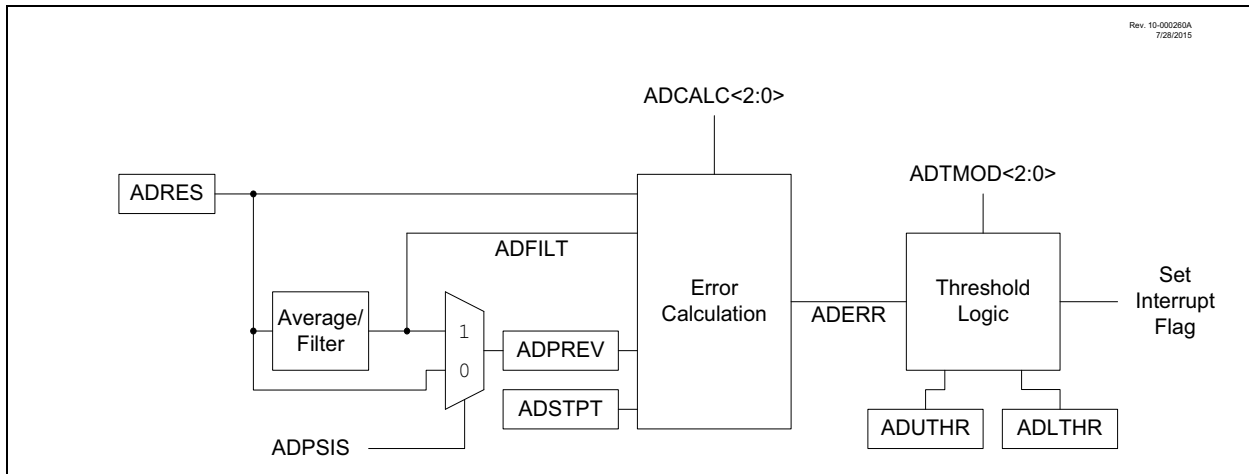 Rev. 10-000260A
7/28/2015
ADCALC<2:0>
ADTMOD<2:0>
ADRES
ADFILT
Error
Calculation
Threshold
Logic
Set
Interrupt
Flag
ADERR
Average/
Filter
1
0
ADPREV
ADSTPT
ADPSIS
ADUTHR
ADLTHR